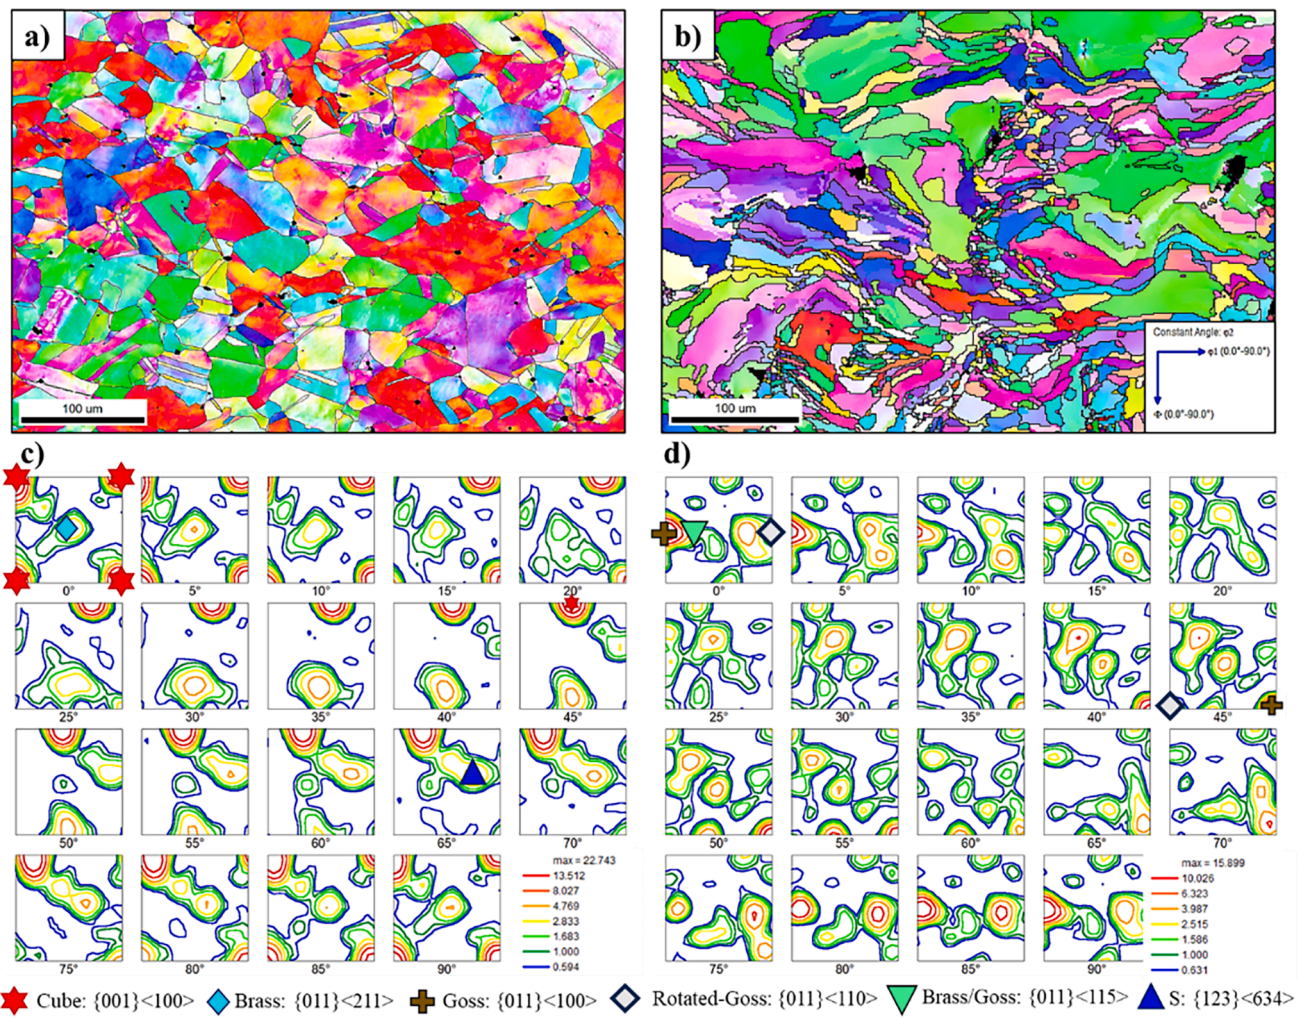 a)
b)
Constant Angle: φ2
φ1 (0.0°-90.0°)
Φ (0.0°-90.0°)
100 um
100 um
c)
d)
0° 5° 10° 15° 20°
0° 5° 10° 15° 20°
25° 30° 35° 40° 45°
25° 30° 35° 40° 45°
50° 55° 60° 65° 70°
50° 55° 60° 65° 70°
max = 22.743
13.512
8.027
4.769
2.833
1.683
1.000
0.594
max = 15.899
10.026
6.323
3.987
2.515
1.586
1.000
0.631
75° 80° 85° 90°
75° 80° 85° 90°
Cube: {001}<100> Brass: {011}<211> Goss: {011}<100> Rotated-Goss: {011}<110> Brass/Goss: {011}<115> S: {123}<634>